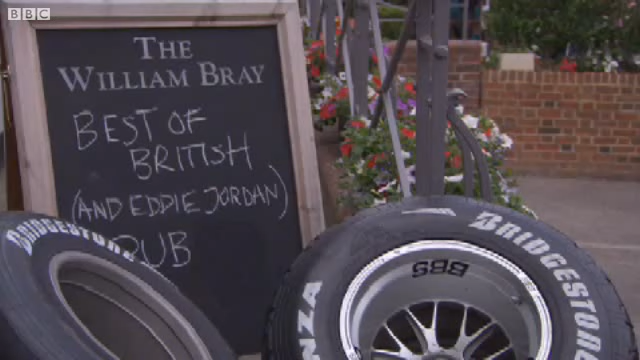 BBC
THE
WILLIAM BRAY
BEST OF
BRITISH
(AND EDDIE JORDAN)
PUB
BRIDGESTONE
BBS
BRIDGESTONE